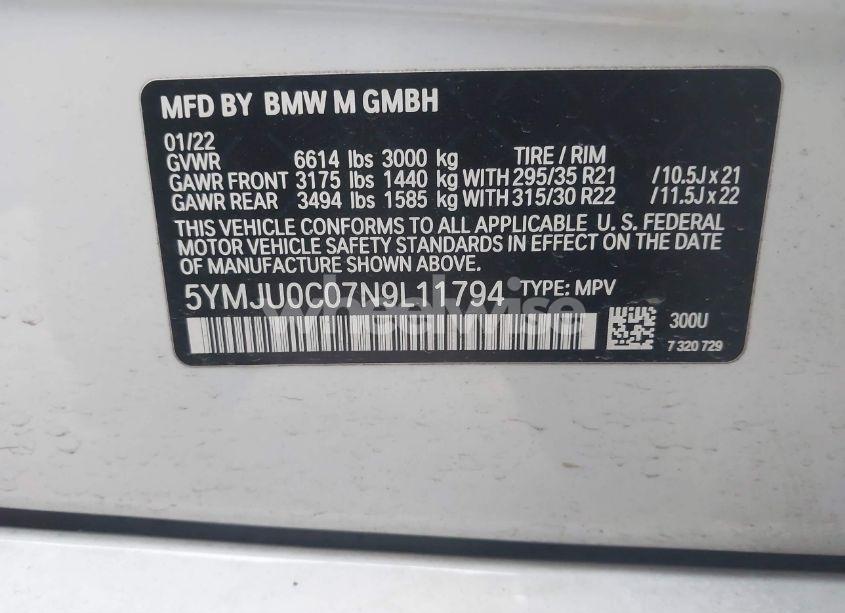 MFD BY BMW M GMBH
01/22
GVWR 6614 lbs 3000 kg TIRE / RIM
GAWR FRONT 3175 lbs 1440 kg WITH 295/35 R21 /10.5J x 21
GAWR REAR 3494 lbs 1585 kg WITH 315/30 R22 /11.5J x 22
THIS VEHICLE CONFORMS TO ALL APPLICABLE U. S. FEDERAL
MOTOR VEHICLE SAFETY STANDARDS IN EFFECT ON THE DATE
OF MANUFACTURE SHOWN ABOVE.
5YMJU0C07N9L11794 TYPE: MPV
wheelwise
300U
7 320 729